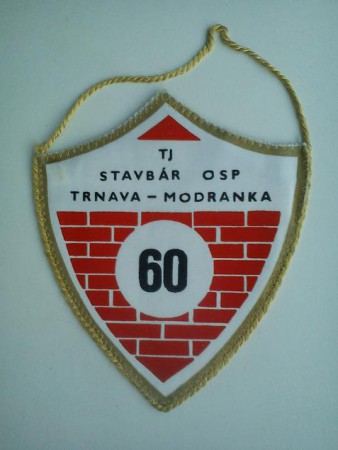 TJ
STAVBÁR OSP
TRNAVA - MODRANKA
60